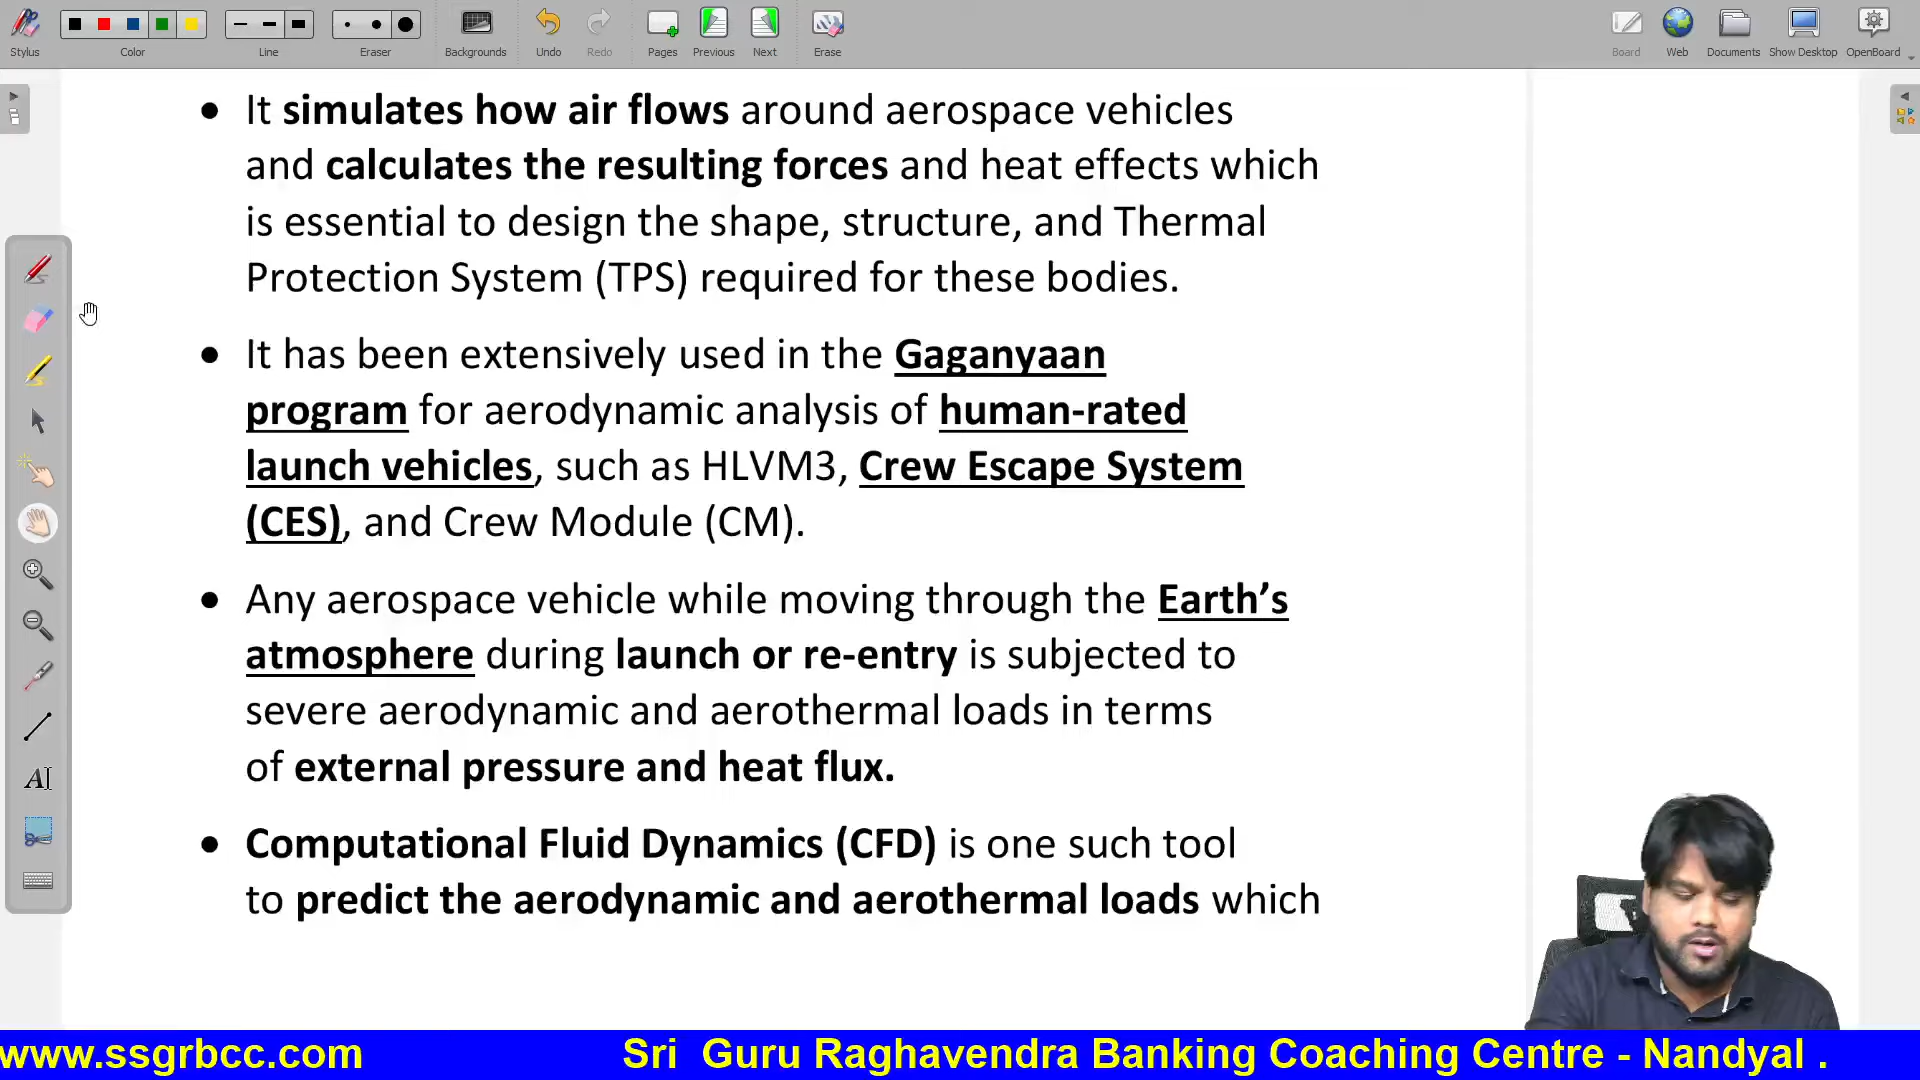 Stylus Color Line Eraser Backgrounds Undo Redo Pages Previous Next Erase Board Web Documents Show Desktop OpenBoard
• It simulates how air flows around aerospace vehicles
and calculates the resulting forces and heat effects which
is essential to design the shape, structure, and Thermal
Protection System (TPS) required for these bodies.
• It has been extensively used in the Gaganyaan
program for aerodynamic analysis of human-rated
launch vehicles, such as HLVM3, Crew Escape System
(CES), and Crew Module (CM).
• Any aerospace vehicle while moving through the Earth’s
atmosphere during launch or re-entry is subjected to
severe aerodynamic and aerothermal loads in terms
of external pressure and heat flux.
• Computational Fluid Dynamics (CFD) is one such tool
to predict the aerodynamic and aerothermal loads which
www.ssgrbcc.com Sri Guru Raghavendra Banking Coaching Centre - Nandyal .